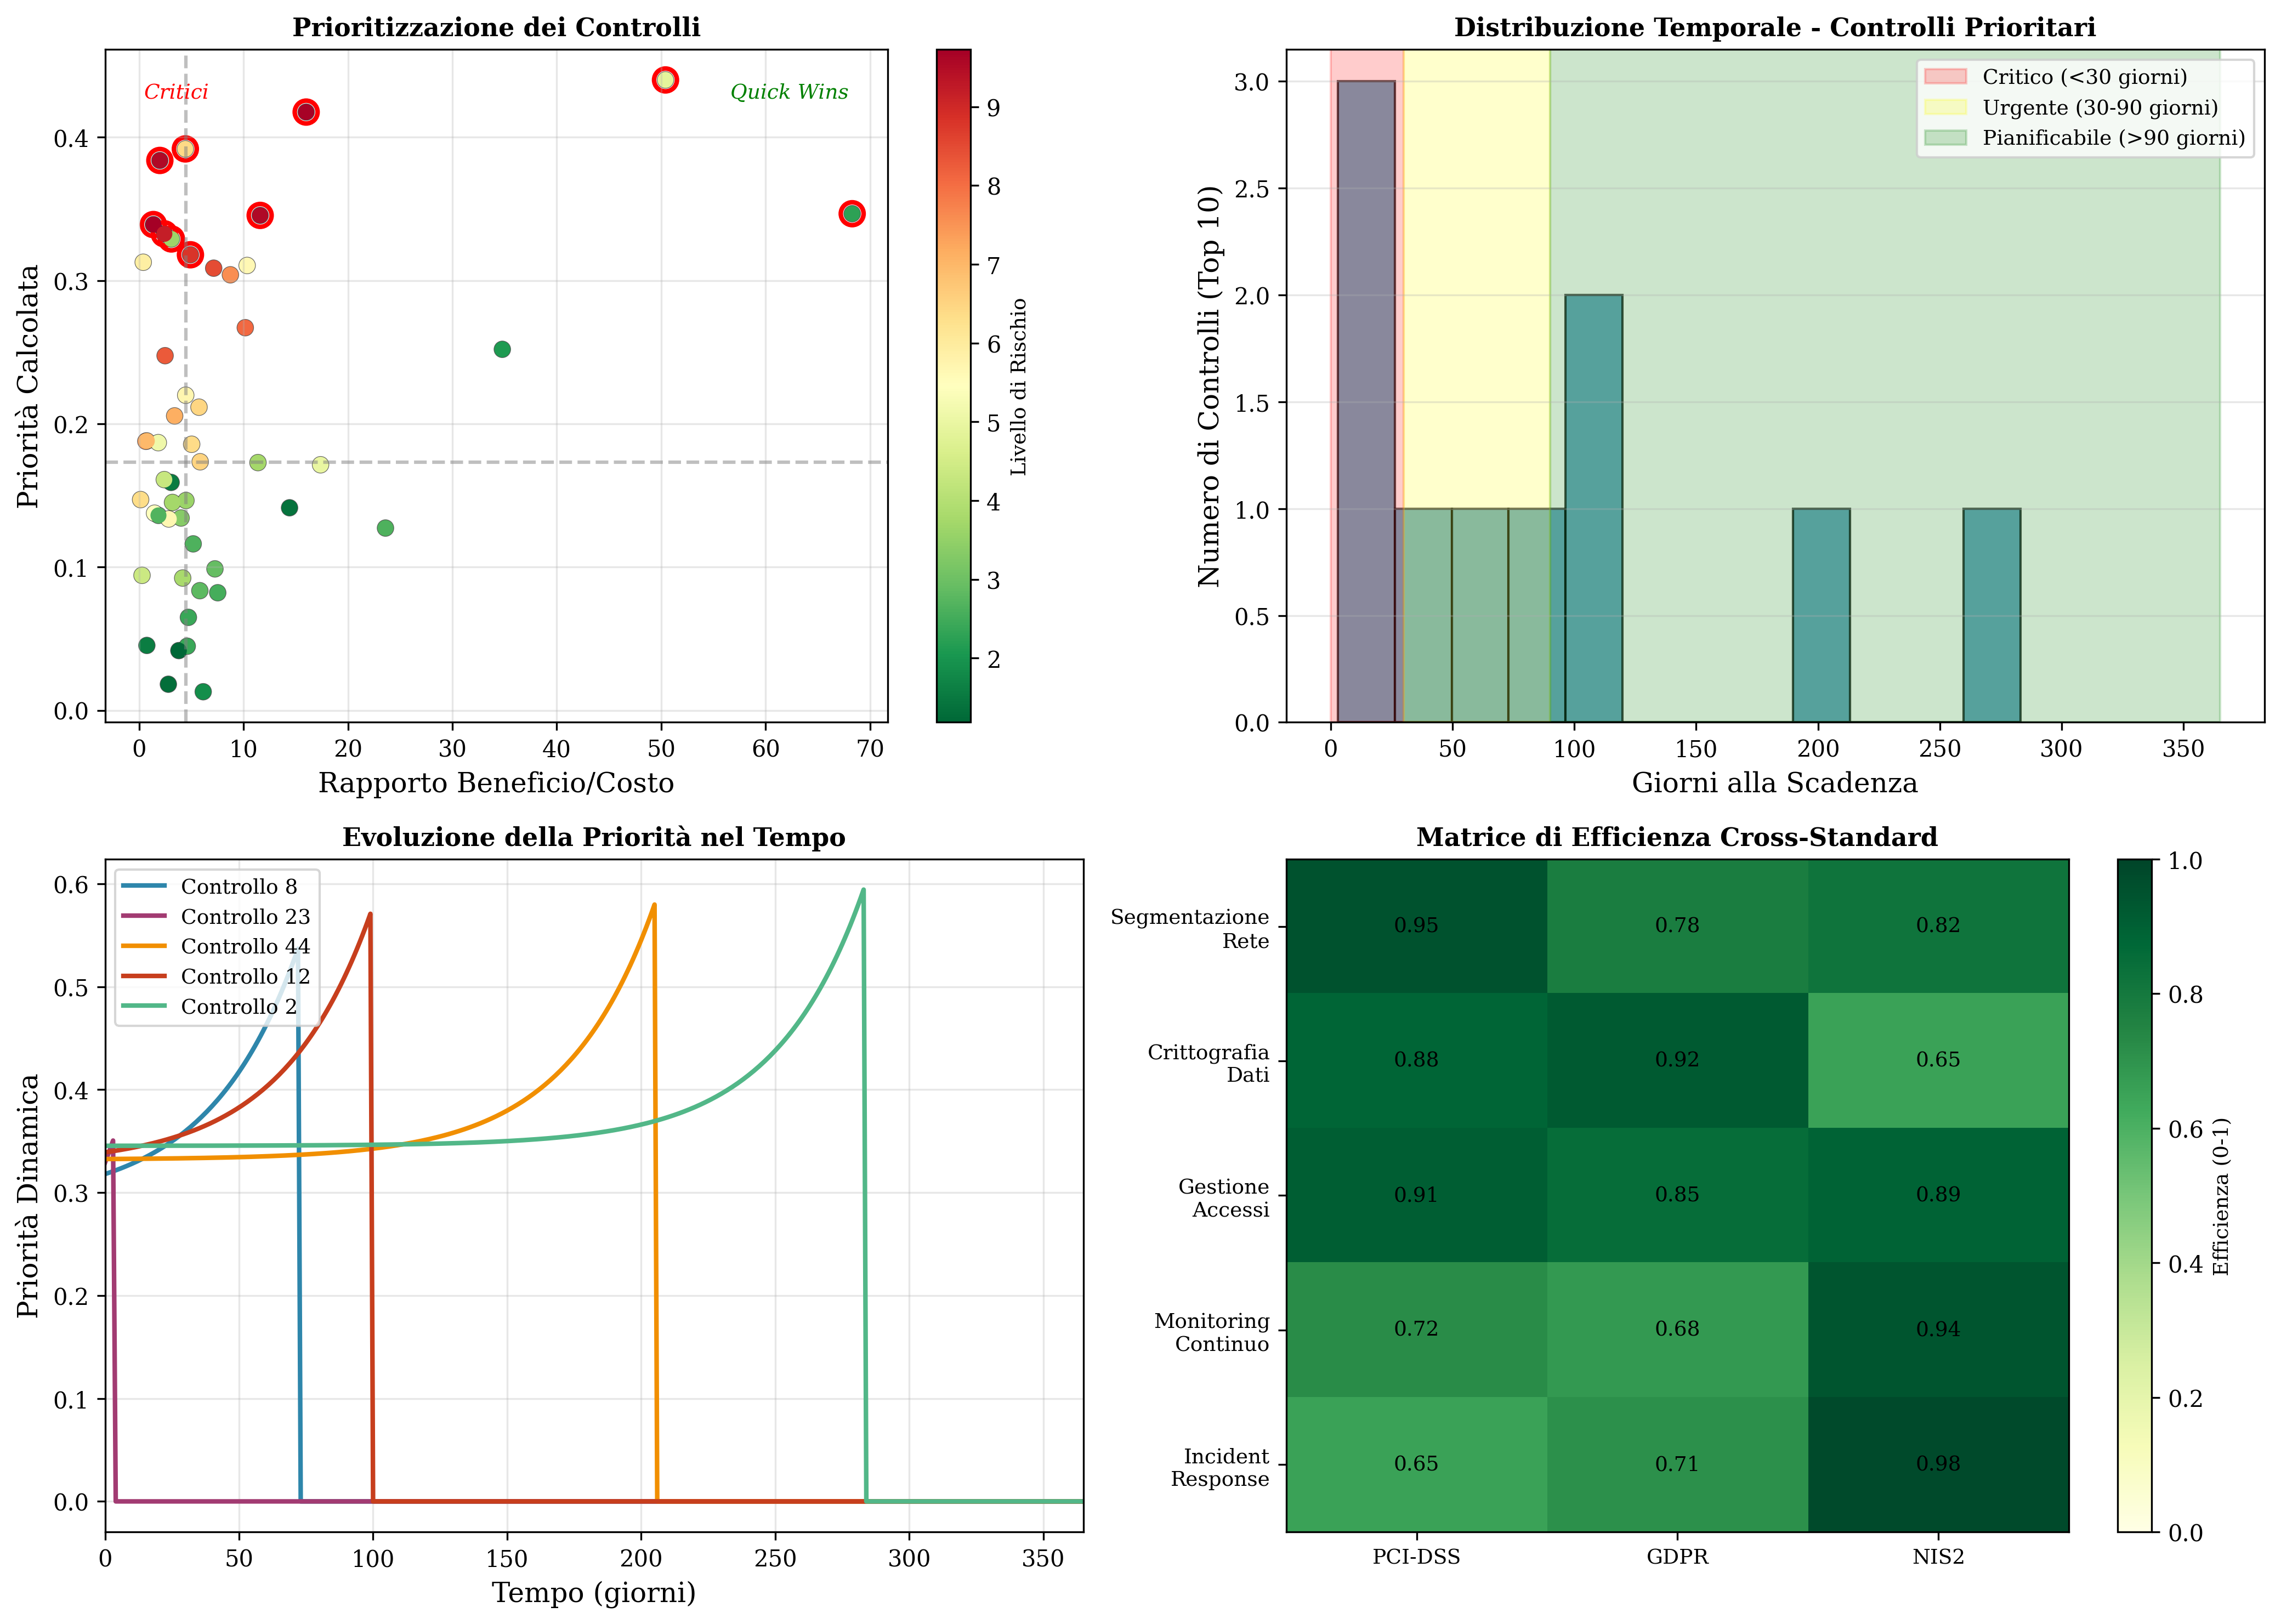 Prioritizzazione dei Controlli
Critici
Quick Wins
0.4
0.3
0.2
0.1
0.0
Priorità Calcolata
0 10 20 30 40 50 60 70
Rapporto Beneficio/Costo
9
8
7
6
5
4
3
2
Livello di Rischio
Distribuzione Temporale - Controlli Prioritari
Critico (<30 giorni)
Urgente (30-90 giorni)
Pianificabile (>90 giorni)
3.0
2.5
2.0
1.5
1.0
0.5
0.0
Numero di Controlli (Top 10)
0 50 100 150 200 250 300 350
Giorni alla Scadenza
Evoluzione della Priorità nel Tempo
Controllo 8
Controllo 23
Controllo 44
Controllo 12
Controllo 2
0.6
0.5
0.4
0.3
0.2
0.1
0.0
Priorità Dinamica
0 50 100 150 200 250 300 350
Tempo (giorni)
Matrice di Efficienza Cross-Standard
Segmentazione
Rete
0.95 0.78 0.82
Crittografia
Dati
0.88 0.92 0.65
Gestione
Accessi
0.91 0.85 0.89
Monitoring
Continuo
0.72 0.68 0.94
Incident
Response
0.65 0.71 0.98
PCI-DSS GDPR NIS2
1.0
0.8
0.6
0.4
0.2
0.0
Efficienza (0-1)